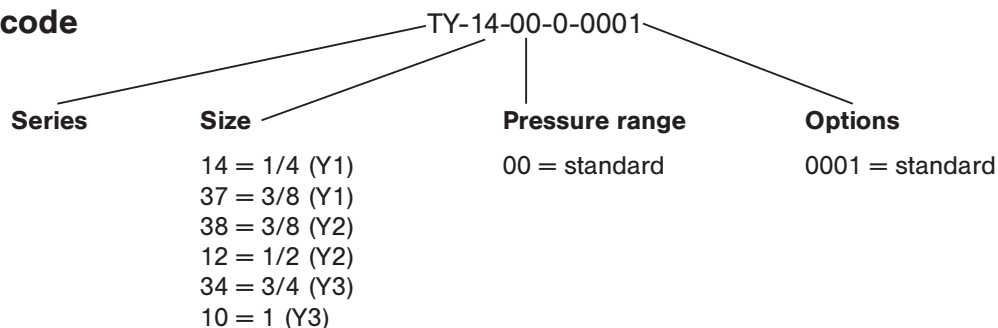 code
TY-14-00-0-0001
Series Size Pressure range Options
14 = 1/4 (Y1) 00 = standard 0001 = standard
37 = 3/8 (Y1)
38 = 3/8 (Y2)
12 = 1/2 (Y2)
34 = 3/4 (Y3)
10 = 1 (Y3)